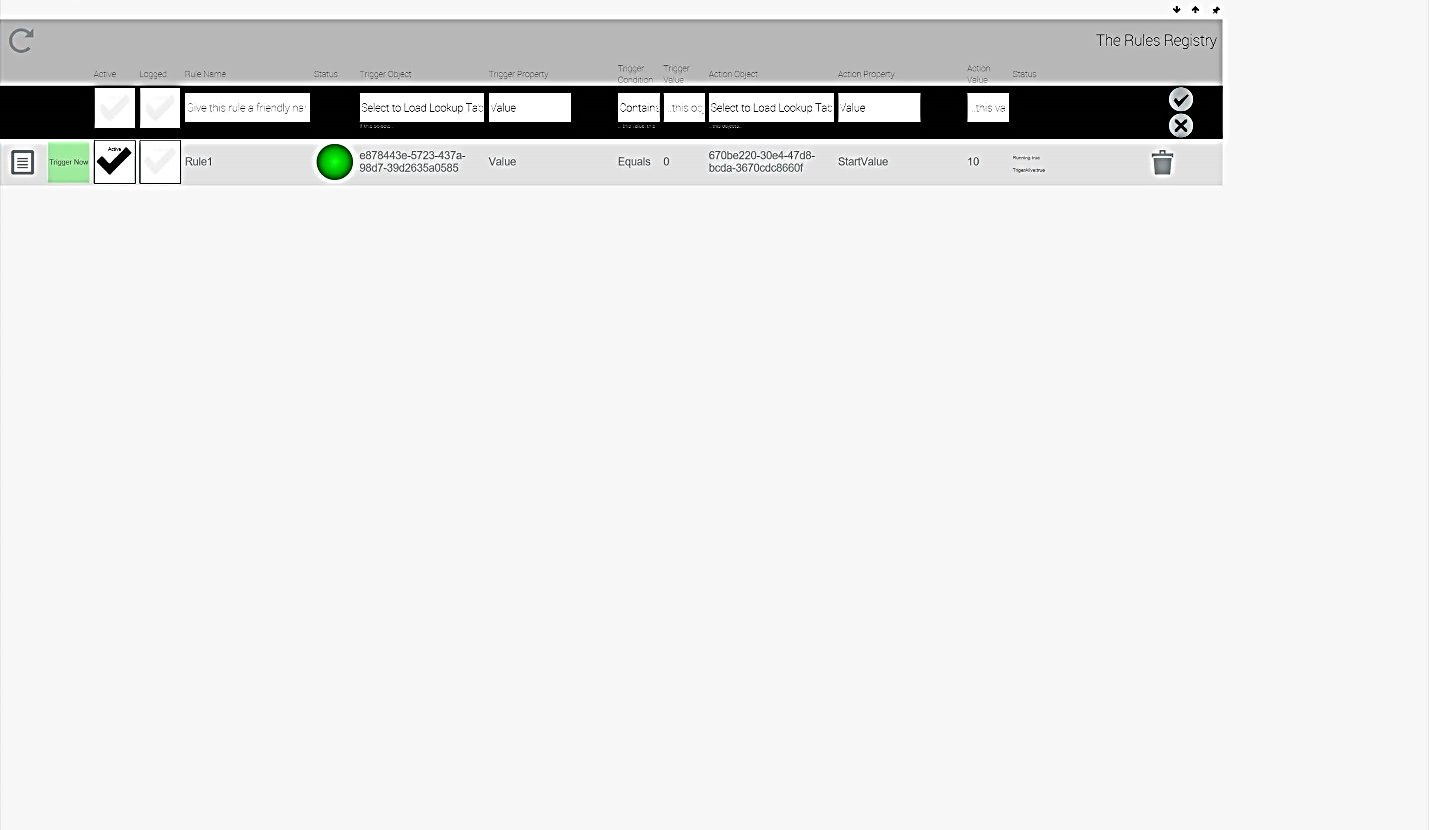 The Rules Registry
Active Logged Rule Name Status Trigger Object Trigger Property Trigger Condition Trigger Value Action Object Action Property Action Value Status
Give this rule a friendly na Select to Load Lookup Tab Value Contains ..this ob Select to Load Lookup Tab Value ..this va
Trigger Now Active Rule1 e878443e-5723-437a- Value Equals 0 670be220-30e4-47d8- StartValue 10 Running:true
98d7-39d2635a0585 bcda-3670cdc8660f TrigerAlive:true